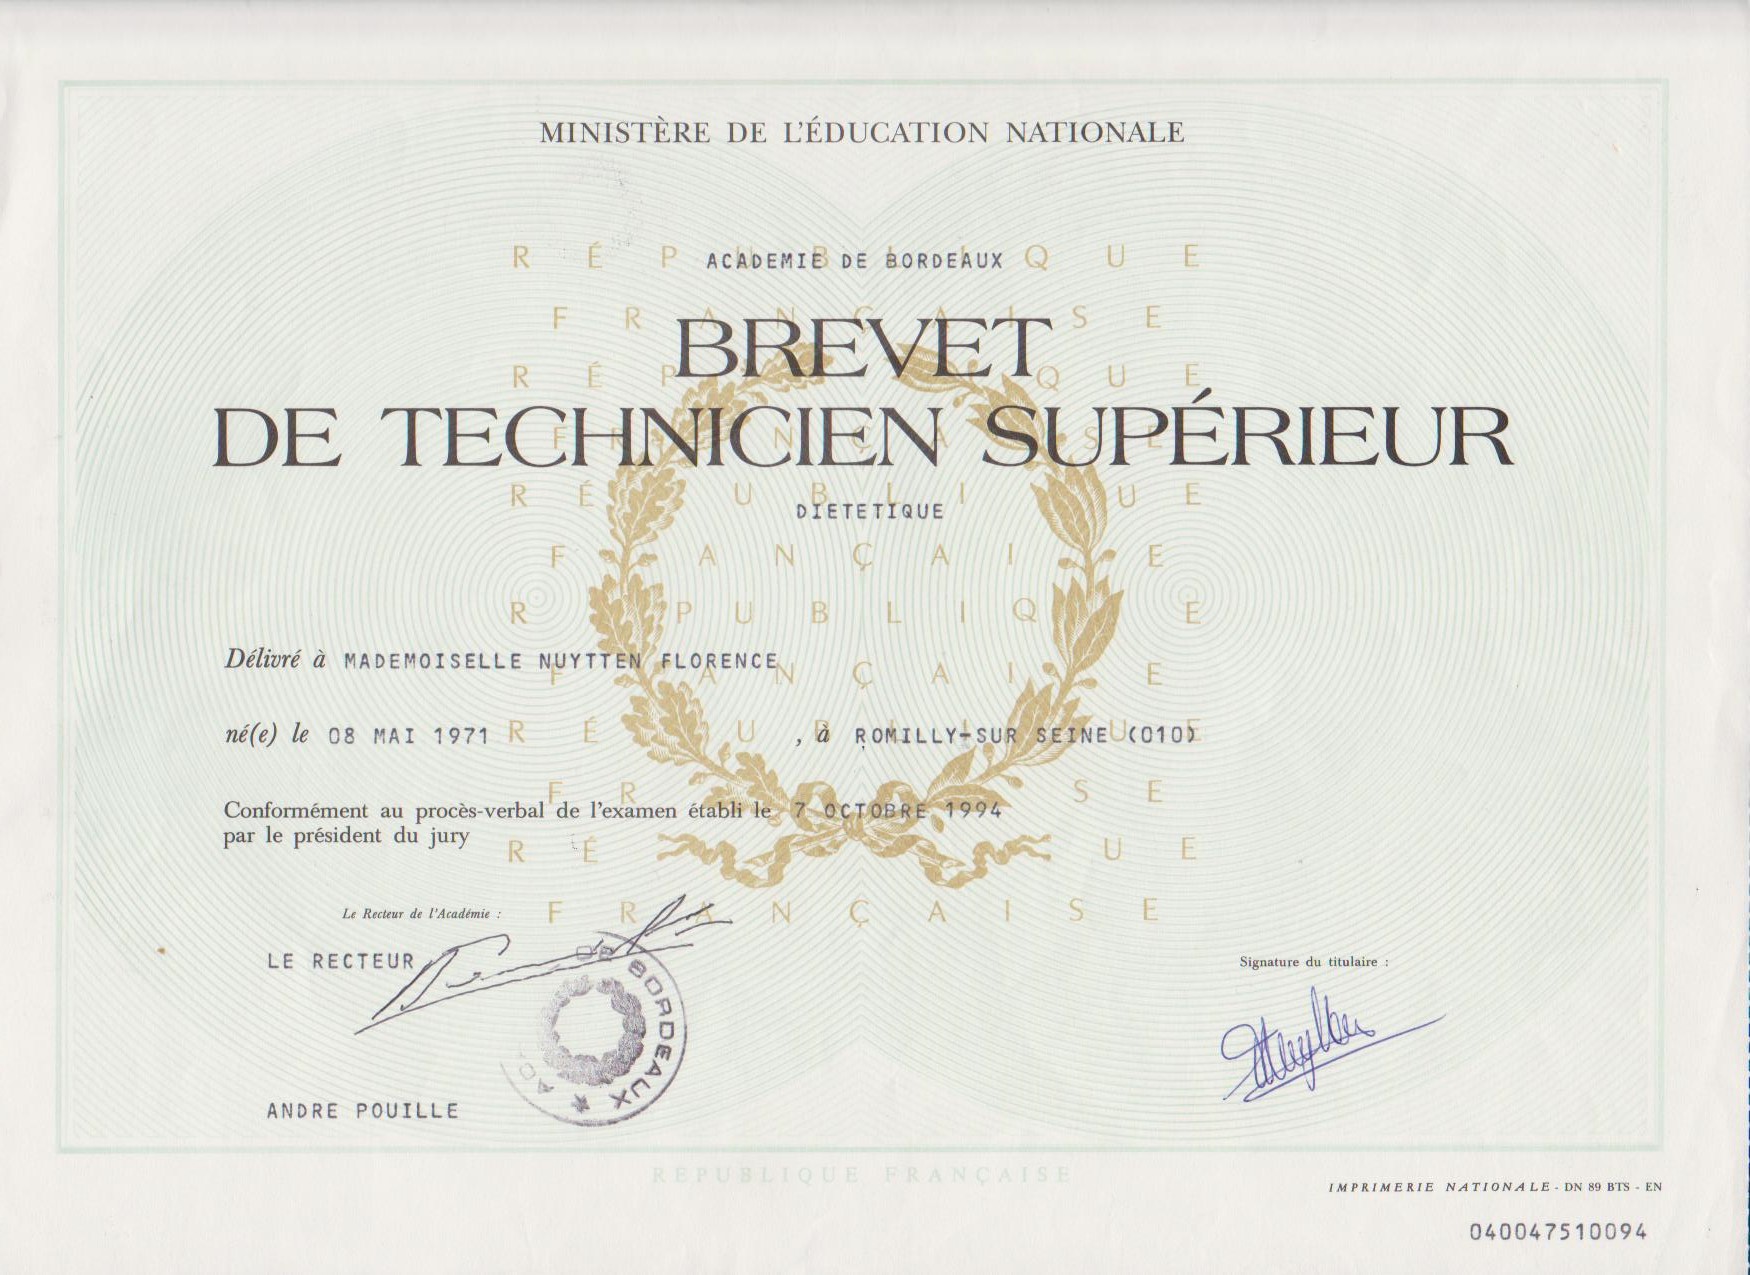 MINISTÈRE DE L'ÉDUCATION NATIONALE
RÉPUBLIQUE
ACADEMIE DE BORDEAUX
FRANÇAISE
BREVET
RÉPUBLIQUE
DE TECHNICIEN SUPÉRIEUR
FRANÇAISE
RÉPUBLIQUE
DIETETIQUE
FRANÇAISE
RÉPUBLIQUE
Délivré à MADEMOISELLE NUYTTEN FLORENCE
FRANÇAISE
né(e) le 08 MAI 1971 , à ROMILLY-SUR SEINE (010)
RÉPUBLIQUE
FRANÇAISE
Conformément au procès-verbal de l'examen établi le 7 OCTOBRE 1994
par le président du jury
RÉPUBLIQUE
Le Recteur de l'Académie :
FRANÇAISE
LE RECTEUR
DE BORDEAUX
Signature du titulaire :
ANDRE POUILLE
REPUBLIQUE FRANÇAISE
IMPRIMERIE NATIONALE - DN 89 BTS - EN
040047510094